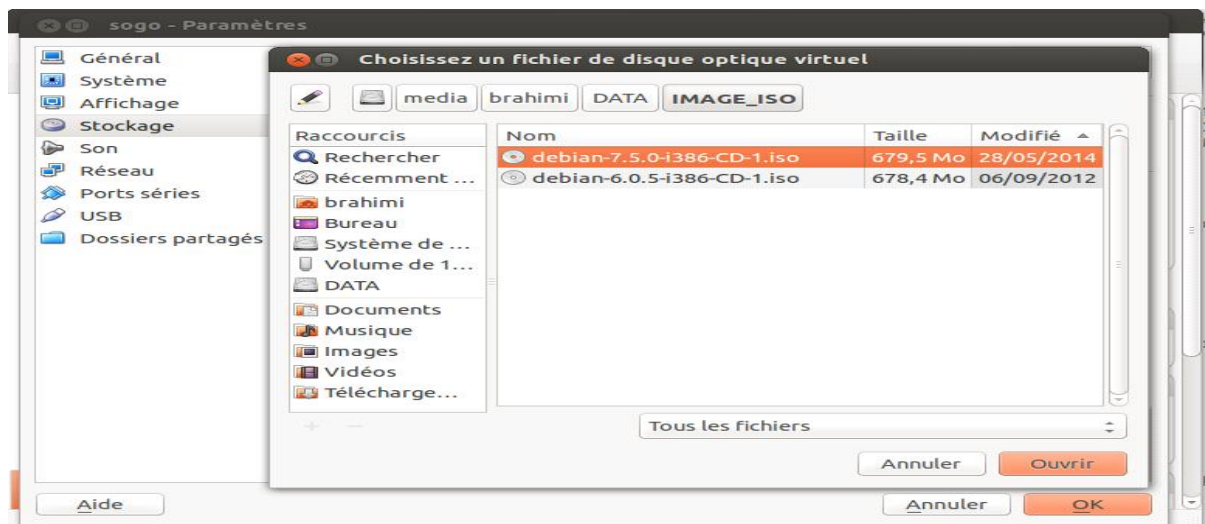 sogo - Paramètres
Général
Système
Affichage
Stockage
Son
Réseau
Ports séries
USB
Dossiers partagés
Choisissez un fichier de disque optique virtuel
media brahimi DATA IMAGE_ISO
Raccourcis
Rechercher
Récemment ...
brahimi
Bureau
Système de ...
Volume de 1...
DATA
Documents
Musique
Images
Vidéos
Télécharge...
Nom Taille Modifié
debian-7.5.0-i386-CD-1.iso 679,5 Mo 28/05/2014
debian-6.0.5-i386-CD-1.iso 678,4 Mo 06/09/2012
Tous les fichiers
Annuler Ouvrir
Aide Annuler OK